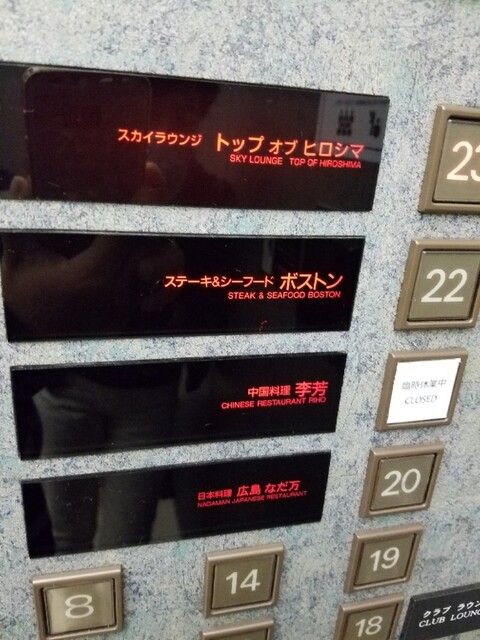 スカイラウンジ トップ オブ ヒロシマ
SKY LOUNGE TOP OF HIROSHIMA
23
ステーキ&シーフード ボストン
STEAK & SEAFOOD BOSTON
22
中国料理 李芳
CHINESE RESTAURANT RIHO
臨時休業中
CLOSED
日本料理 広島 なだ万
NADAMAN JAPANESE RESTAURANT
20
19
8
14
18
クラブ ラウン
CLUB LOUN